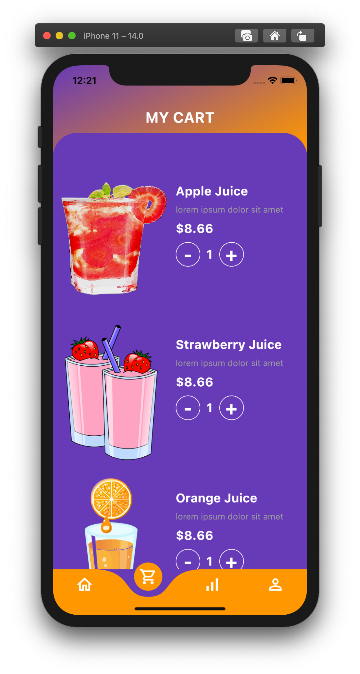 iPhone 11 – 14.0
12:21
MY CART
Apple Juice
lorem ipsum dolor sit amet
$8.66
- 1 +
Strawberry Juice
lorem ipsum dolor sit amet
$8.66
- 1 +
Orange Juice
lorem ipsum dolor sit amet
$8.66
- 1 +